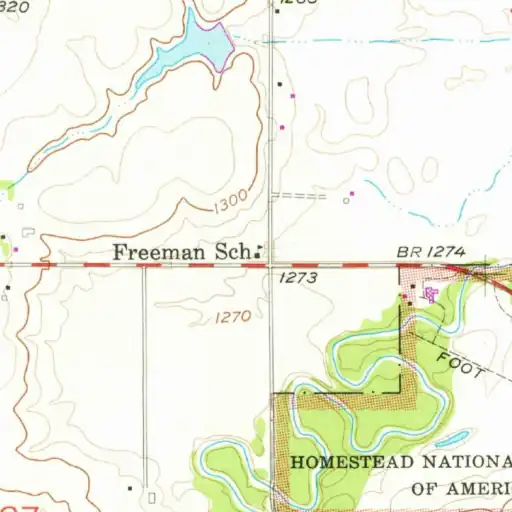 320
1300
Freeman Sch.
BR 1274
1273
1270
FOOT
HOMESTEAD NATIONA
OF AMERI